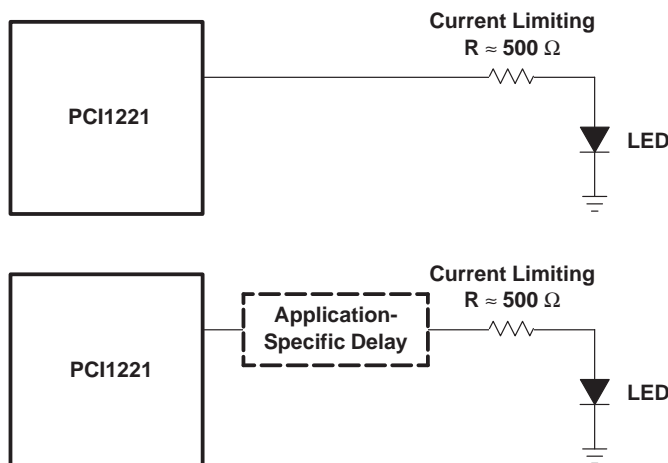 Current Limiting
R ≈ 500 Ω
PCI1221
LED
Current Limiting
R ≈ 500 Ω
Application-
Specific Delay
PCI1221
LED